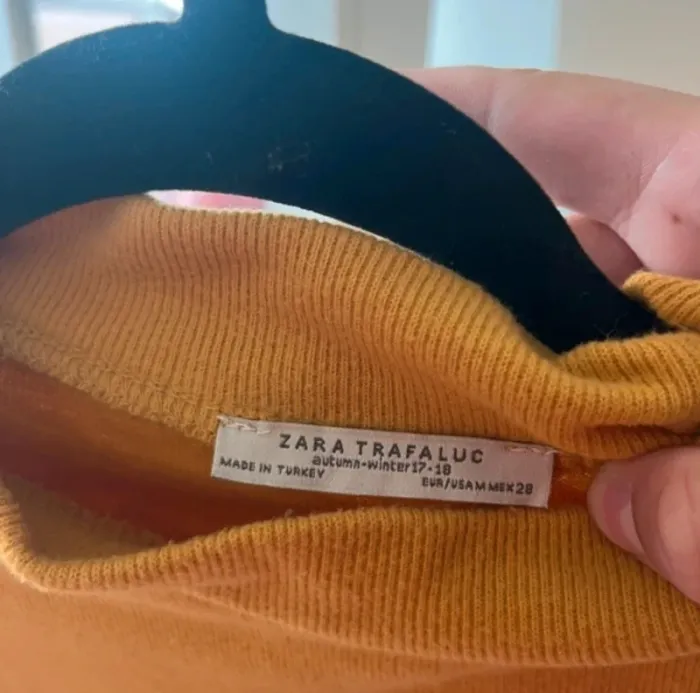 ZARA TRAFALUC
autumn-winter17-18
MADE IN TURKEY
EUR/USA M MEX 28